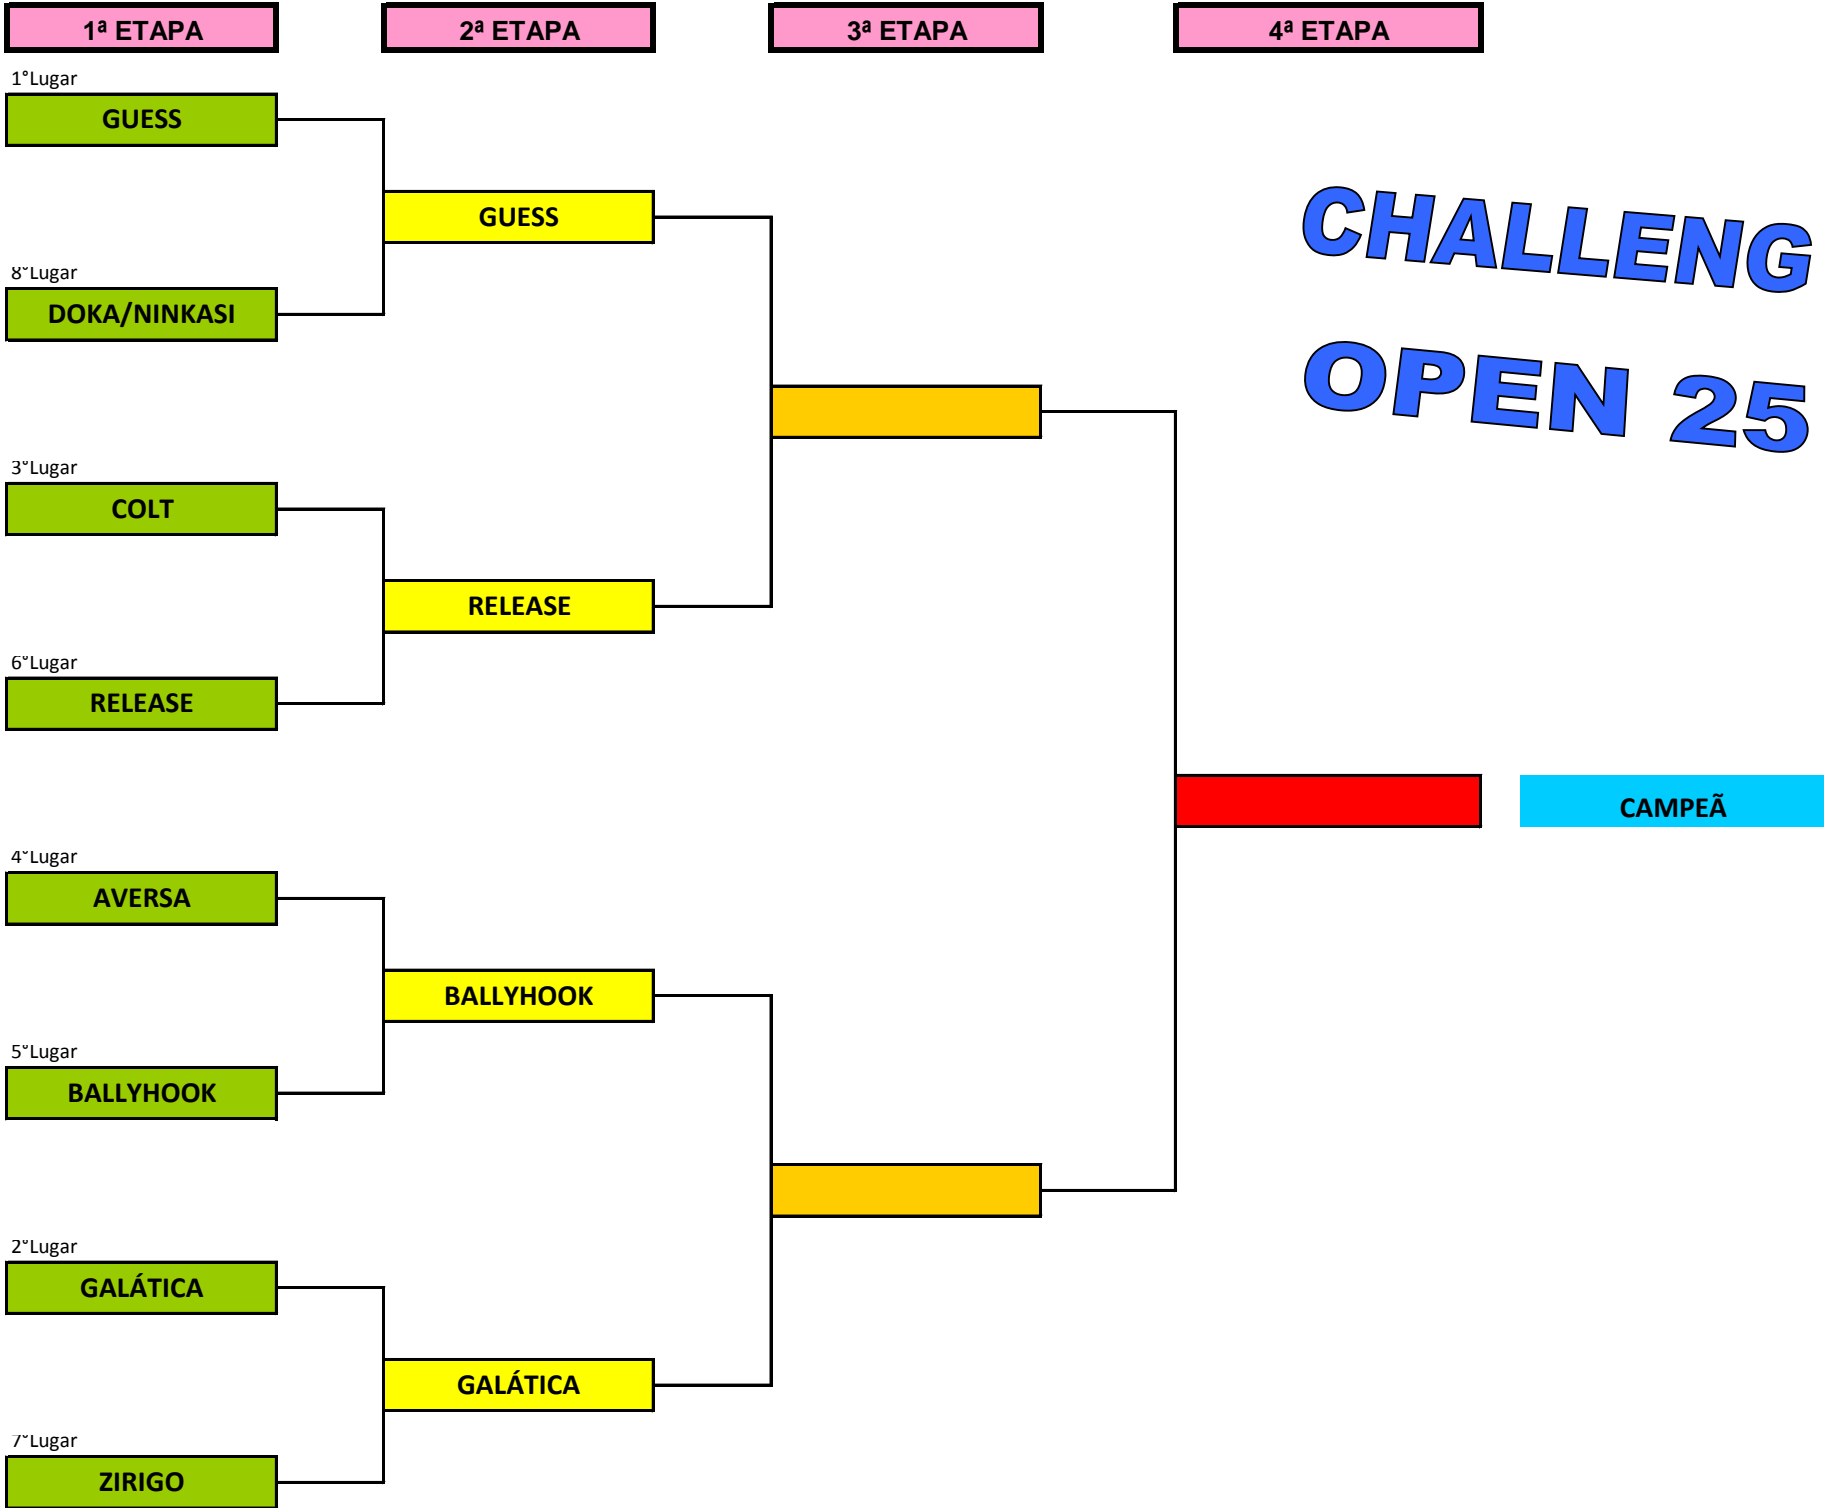 1ª ETAPA 2ª ETAPA 3ª ETAPA 4ª ETAPA
1°Lugar
GUESS
GUESS
CHALLENG
8°Lugar
DOKA/NINKASI
OPEN 25
3°Lugar
COLT
RELEASE
6°Lugar
RELEASE
CAMPEÃ
4°Lugar
AVERSA
BALLYHOOK
5°Lugar
BALLYHOOK
2°Lugar
GALÁTICA
GALÁTICA
7°Lugar
ZIRIGO